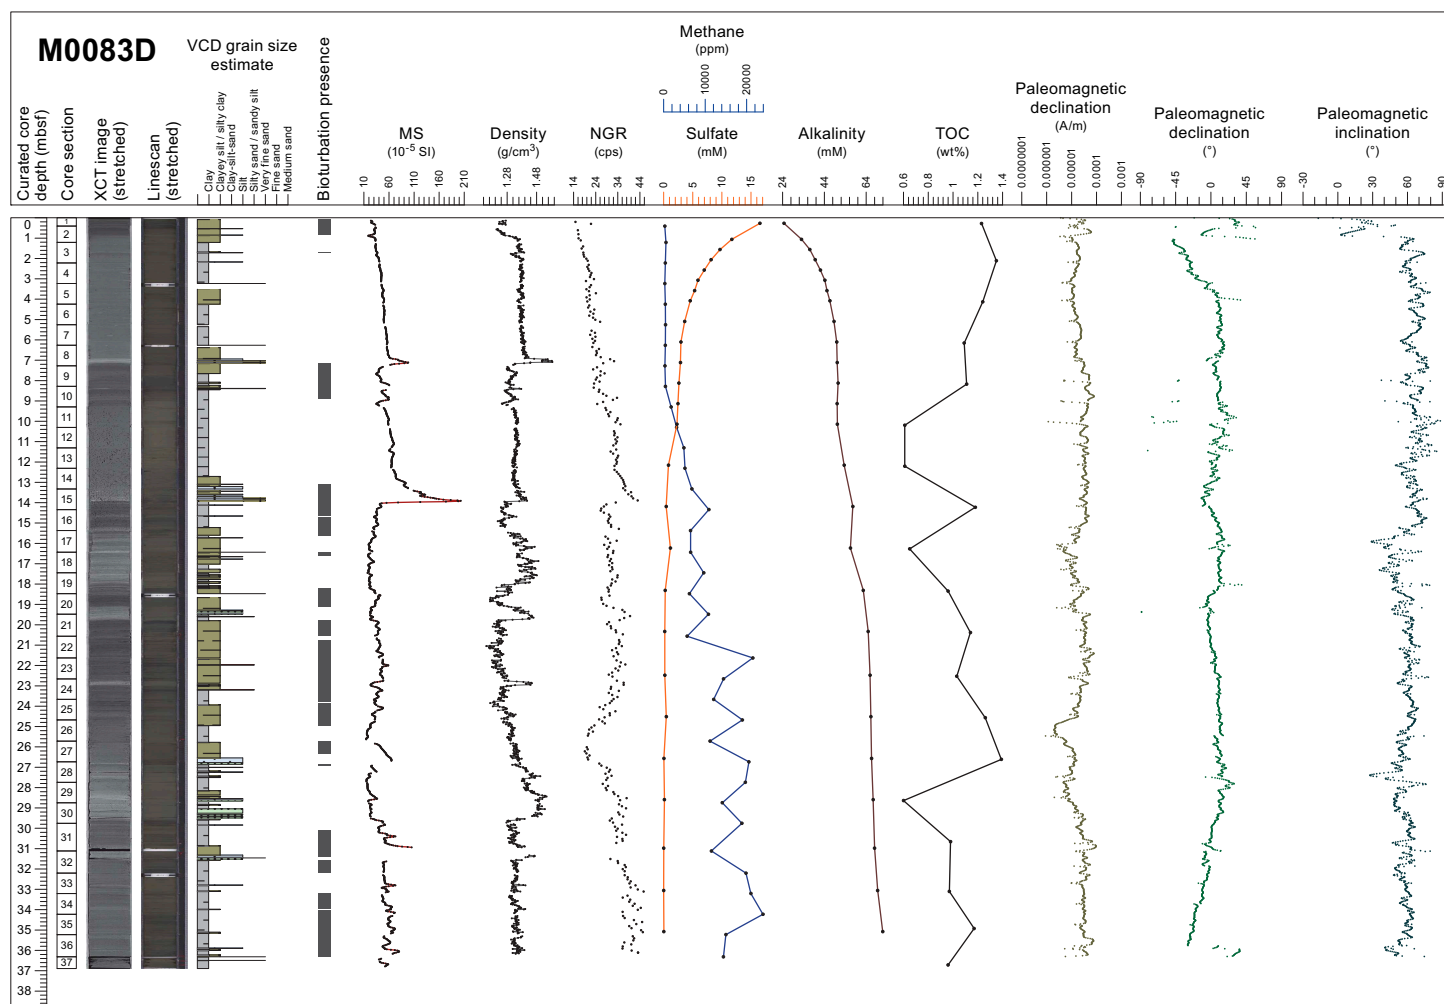 M0083D
Curated core
depth (mbsf)
Core section
XCT image
(stretched)
Linescan
(stretched)
VCD grain size
estimate
Clay
Clayey silt / silty clay
Clay-silt-sand
Silt
Silty sand / sandy silt
Very fine sand
Fine sand
Medium sand
Bioturbation presence
MS
(10-5 SI)
10 60 110 160 210
Density
(g/cm3)
1.28 1.48
NGR
(cps)
14 24 34 44
Methane
(ppm)
0 10000 20000
Sulfate
(mM)
0 5 10 15
Alkalinity
(mM)
24 44 64
TOC
(wt%)
0.6 0.8 1 1.2 1.4
Paleomagnetic
declination
(A/m)
0.00000001 0.0000001 0.00001 0.0001 0.001
Paleomagnetic
declination
(°)
-90 -45 0 45 90
Paleomagnetic
inclination
(°)
-30 0 30 60 90
0
1
2
3
4
5
6
7
8
9
10
11
12
13
14
15
16
17
18
19
20
21
22
23
24
25
26
27
28
29
30
31
32
33
34
35
36
37
38
1
2
3
4
5
6
7
8
9
10
11
12
13
14
15
16
17
18
19
20
21
22
23
24
25
26
27
28
29
30
31
32
33
34
35
36
37